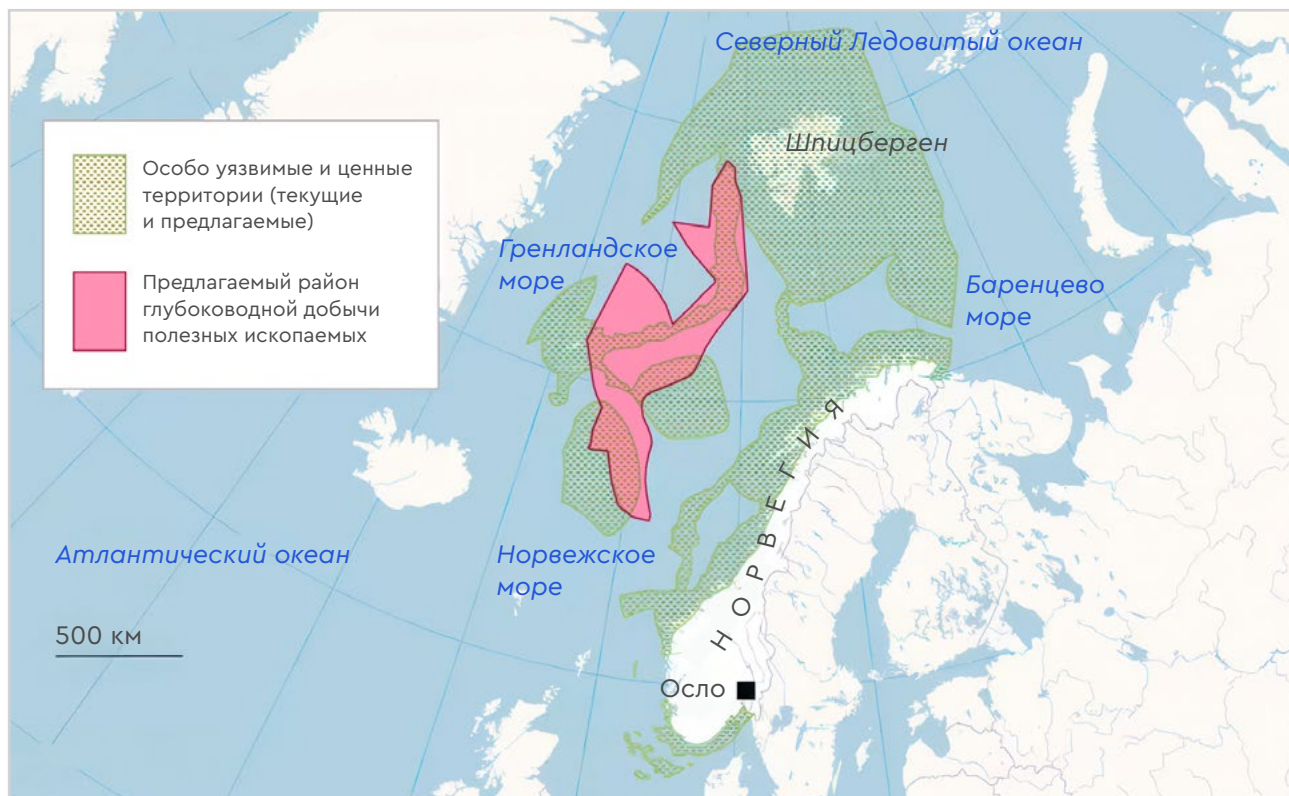 Северный Ледовитый океан
Шпицберген
Особо уязвимые и ценные
территории (текущие
и предлагаемые)
Предлагаемый район
глубоководной добычи
полезных ископаемых
Гренландское
море
Баренцево
море
НОРВЕГИЯ
Атлантический океан
Норвежское
море
500 км
Осло